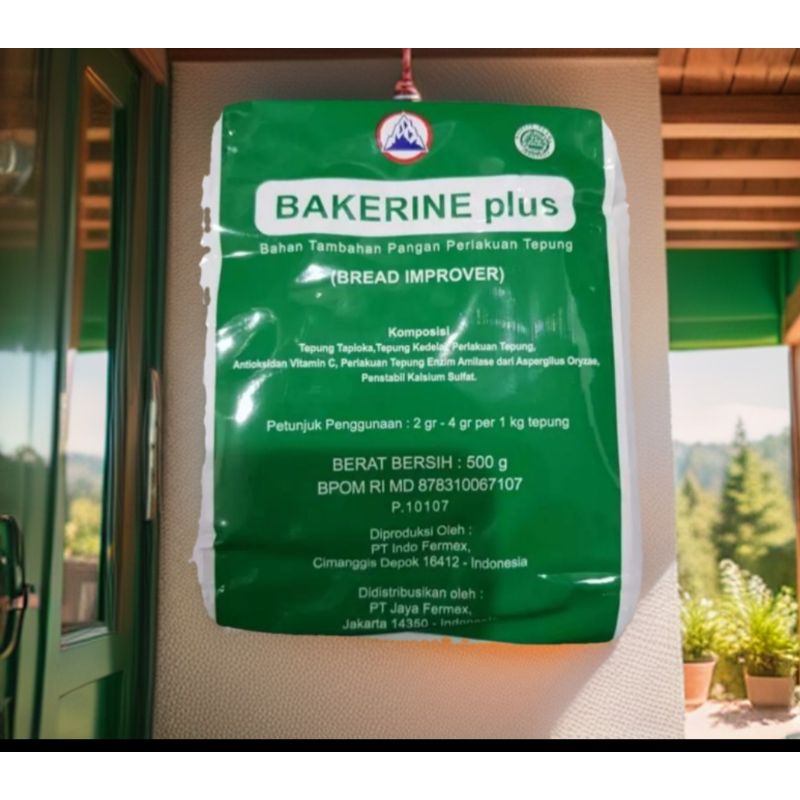 BAKERINE plus
Bahan Tambahan Pangan Perlakuan Tepung
(BREAD IMPROVER)
Komposisi
Tepung Tapioka,Tepung Kedelai, Perlakuan Tepung,
Antioksidan Vitamin C, Perlakuan Tepung Enzim Amilase dari Aspergilus Oryzae,
Penstabil Kalsium Sulfat.
Petunjuk Penggunaan : 2 gr - 4 gr per 1 kg tepung
BERAT BERSIH : 500 g
BPOM RI MD 878310067107
P.10107
Diproduksi Oleh :
PT Indo Fermex,
Cimanggis Depok 16412 - Indonesia
Didistribusikan oleh :
PT Jaya Fermex,
Jakarta 14350 - Indonesia